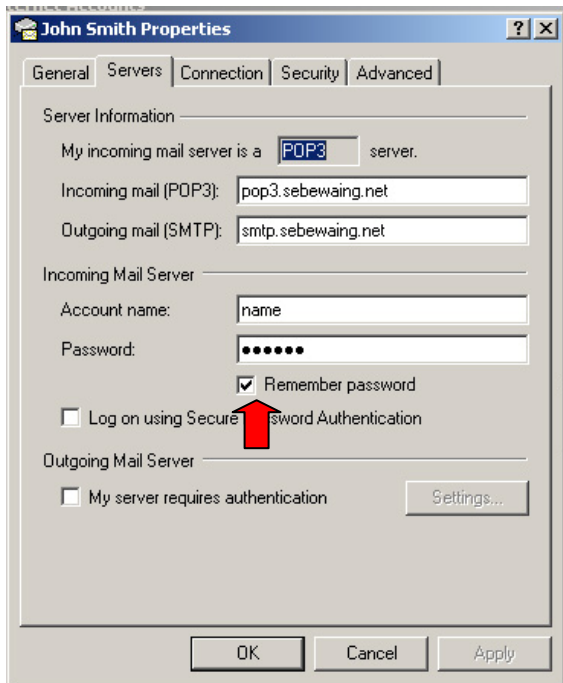 John Smith Properties
General Servers Connection Security Advanced
Server Information
My incoming mail server is a POP3 server.
Incoming mail (POP3): pop3.sebewaing.net
Outgoing mail (SMTP): smtp.sebewaing.net
Incoming Mail Server
Account name: name
Password: ●●●●●●
Remember password
Log on using Secure sword Authentication
Outgoing Mail Server
My server requires authentication Settings...
OK Cancel Apply